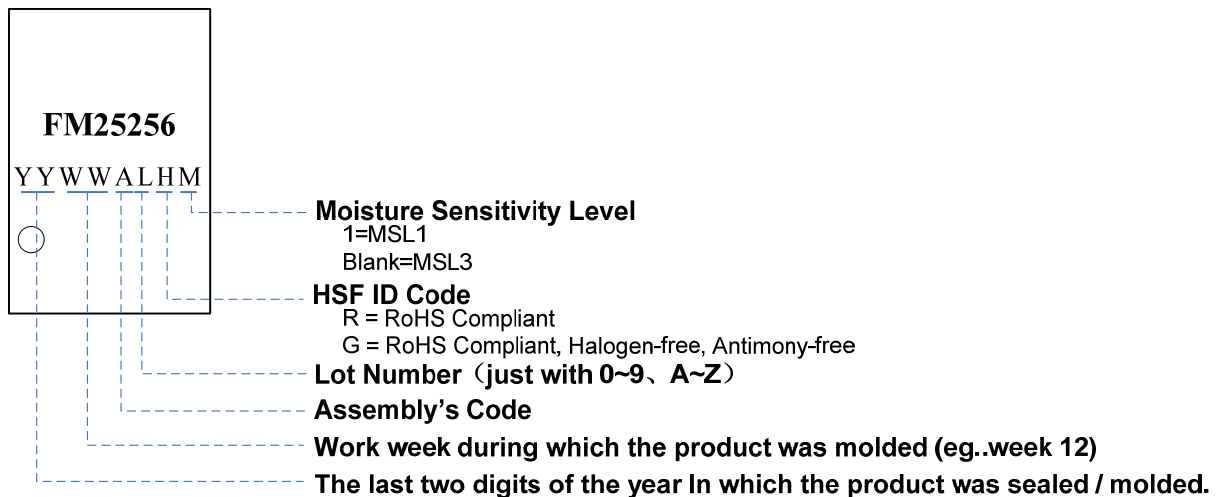 FM25256
YYWWALHM
Moisture Sensitivity Level
1=MSL1
Blank=MSL3
HSF ID Code
R = RoHS Compliant
G = RoHS Compliant, Halogen-free, Antimony-free
Lot Number（just with 0~9、A~Z）
Assembly's Code
Work week during which the product was molded (eg..week 12)
The last two digits of the year In which the product was sealed / molded.